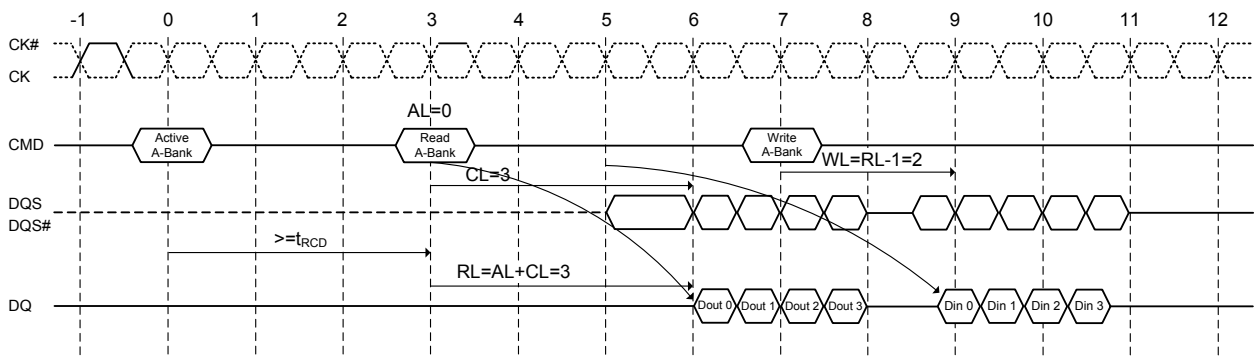 -1 0 1 2 3 4 5 6 7 8 9 10 11 12
CK#
CK
AL=0
CMD
Active
A-Bank
Read
A-Bank
Write
A-Bank
WL=RL-1=2
CL=3
DQS
DQS#
>=tRCD
RL=AL+CL=3
DQ
Dout 0 Dout 1 Dout 2 Dout 3 Din 0 Din 1 Din 2 Din 3